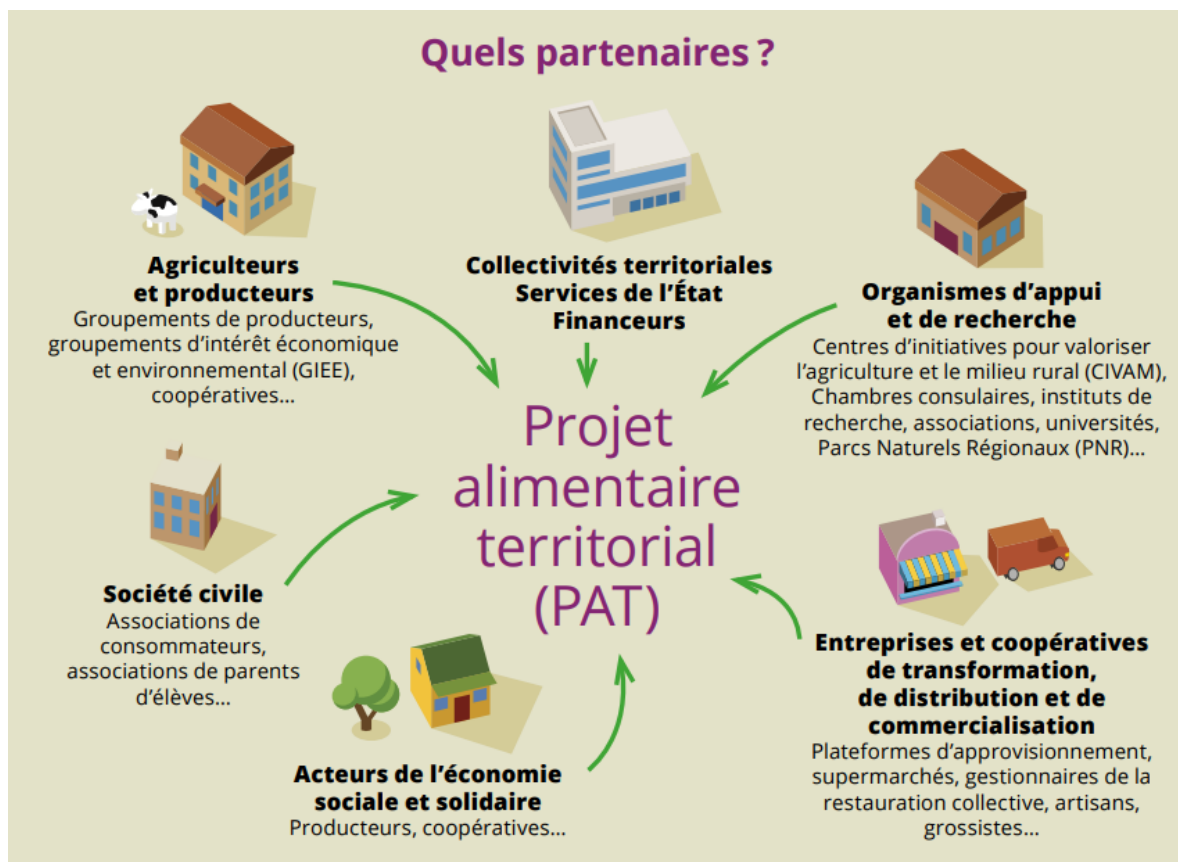 Quels partenaires ?
Agriculteurs
et producteurs
Groupements de producteurs,
groupements d'intérêt économique
et environnemental (GIEE),
coopératives...
Collectivités territoriales
Services de l'État
Financeurs
Organismes d'appui
et de recherche
Centres d'initiatives pour valoriser
l'agriculture et le milieu rural (CIVAM),
Chambres consulaires, instituts de
recherche, associations, universités,
Parcs Naturels Régionaux (PNR)...
Projet
alimentaire
territorial
(PAT)
Société civile
Associations de
consommateurs,
associations de parents
d'élèves...
Acteurs de l'économie
sociale et solidaire
Producteurs, coopératives...
Entreprises et coopératives
de transformation,
de distribution et de
commercialisation
Plateformes d'approvisionnement,
supermarchés, gestionnaires de la
restauration collective, artisans,
grossistes...